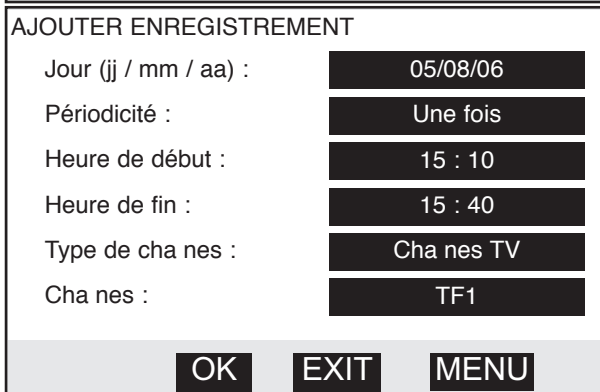 AJOUTER ENREGISTREMENT
Jour (jj / mm / aa) : 05/08/06
Périodicité : Une fois
Heure de début : 15 : 10
Heure de fin : 15 : 40
Type de cha nes : Cha nes TV
Cha nes : TF1
OK EXIT MENU